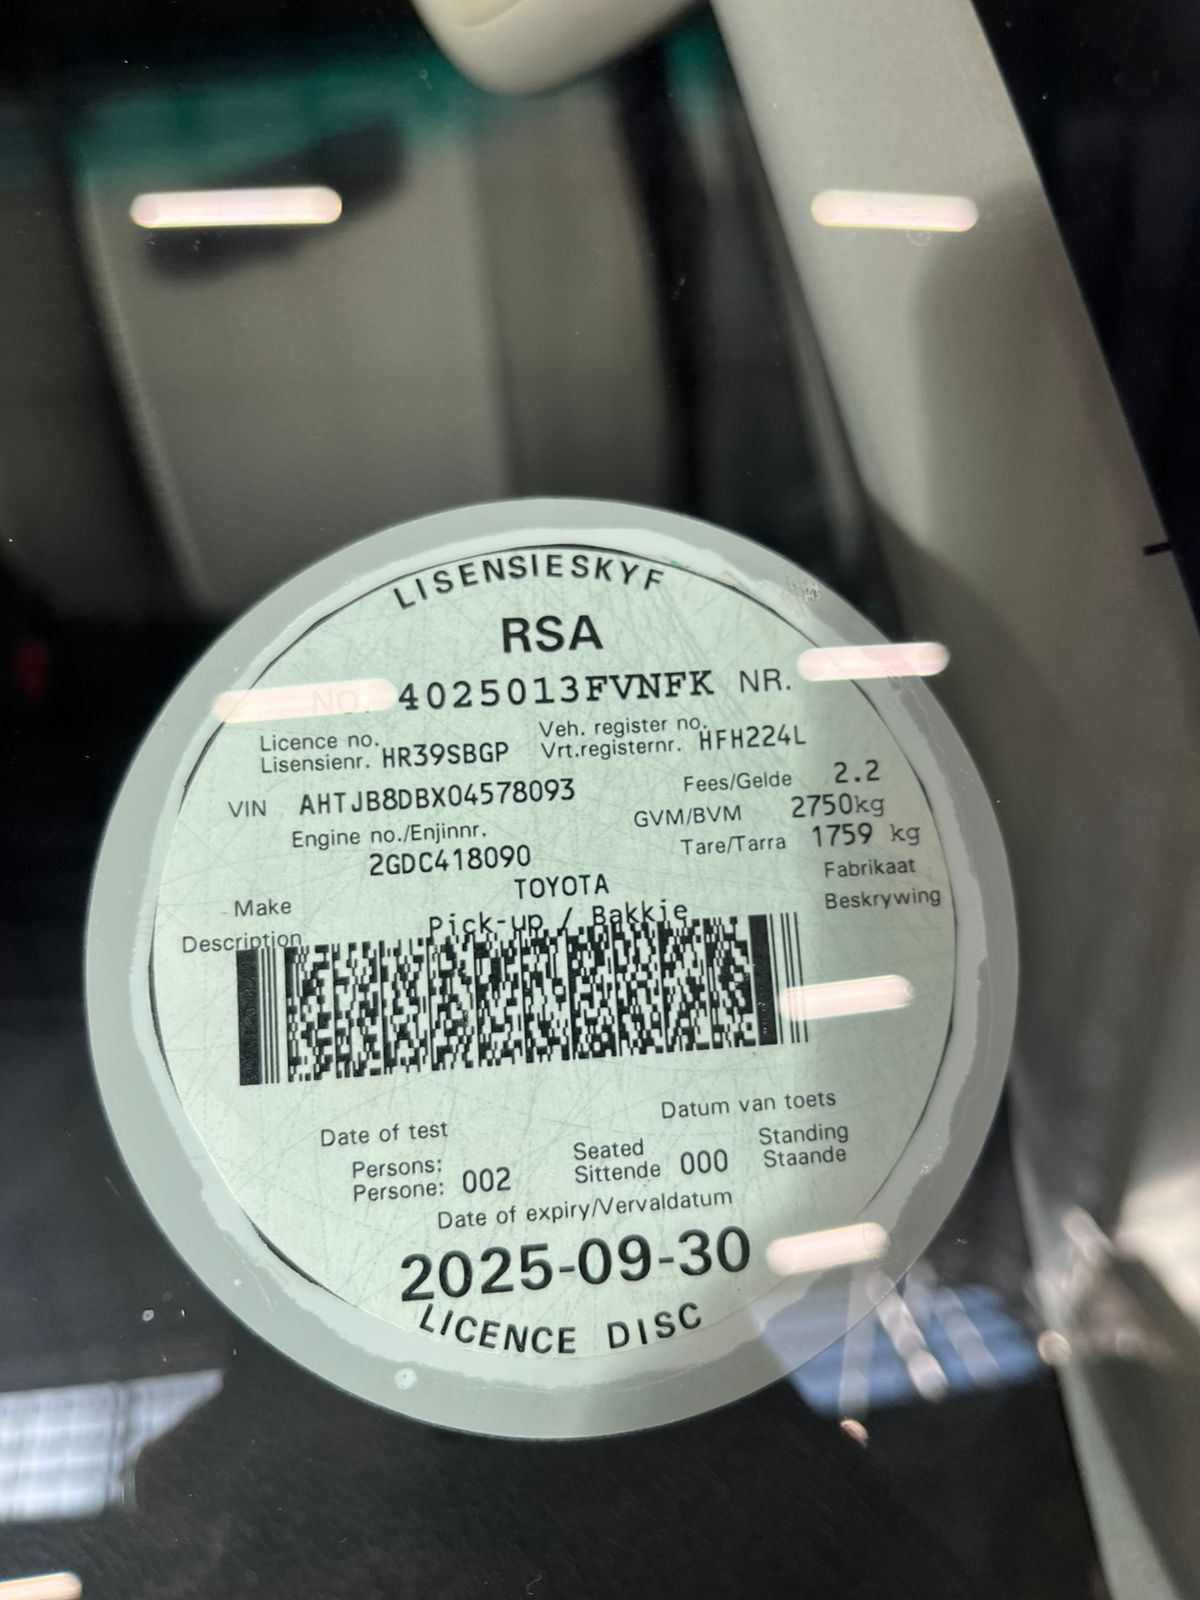 LISENSIESKYF
RSA
NO. 4025013FVNFK NR.
Licence no. Veh. register no.
Lisensienr. HR39SBGP Vrt.registernr. HFH224L
VIN AHTJB8DBX04578093 Fees/Gelde 2.2
Engine no./Enjinnr. GVM/BVM 2750kg
2GDC418090 Tare/Tarra 1759 kg
Make TOYOTA Fabrikaat
Description Pick-up / Bakkie Beskrywing
Date of test Datum van toets
Persons: Seated Standing
Persone: 002 Sittende 000 Staande
Date of expiry/Vervaldatum
2025-09-30
LICENCE DISC